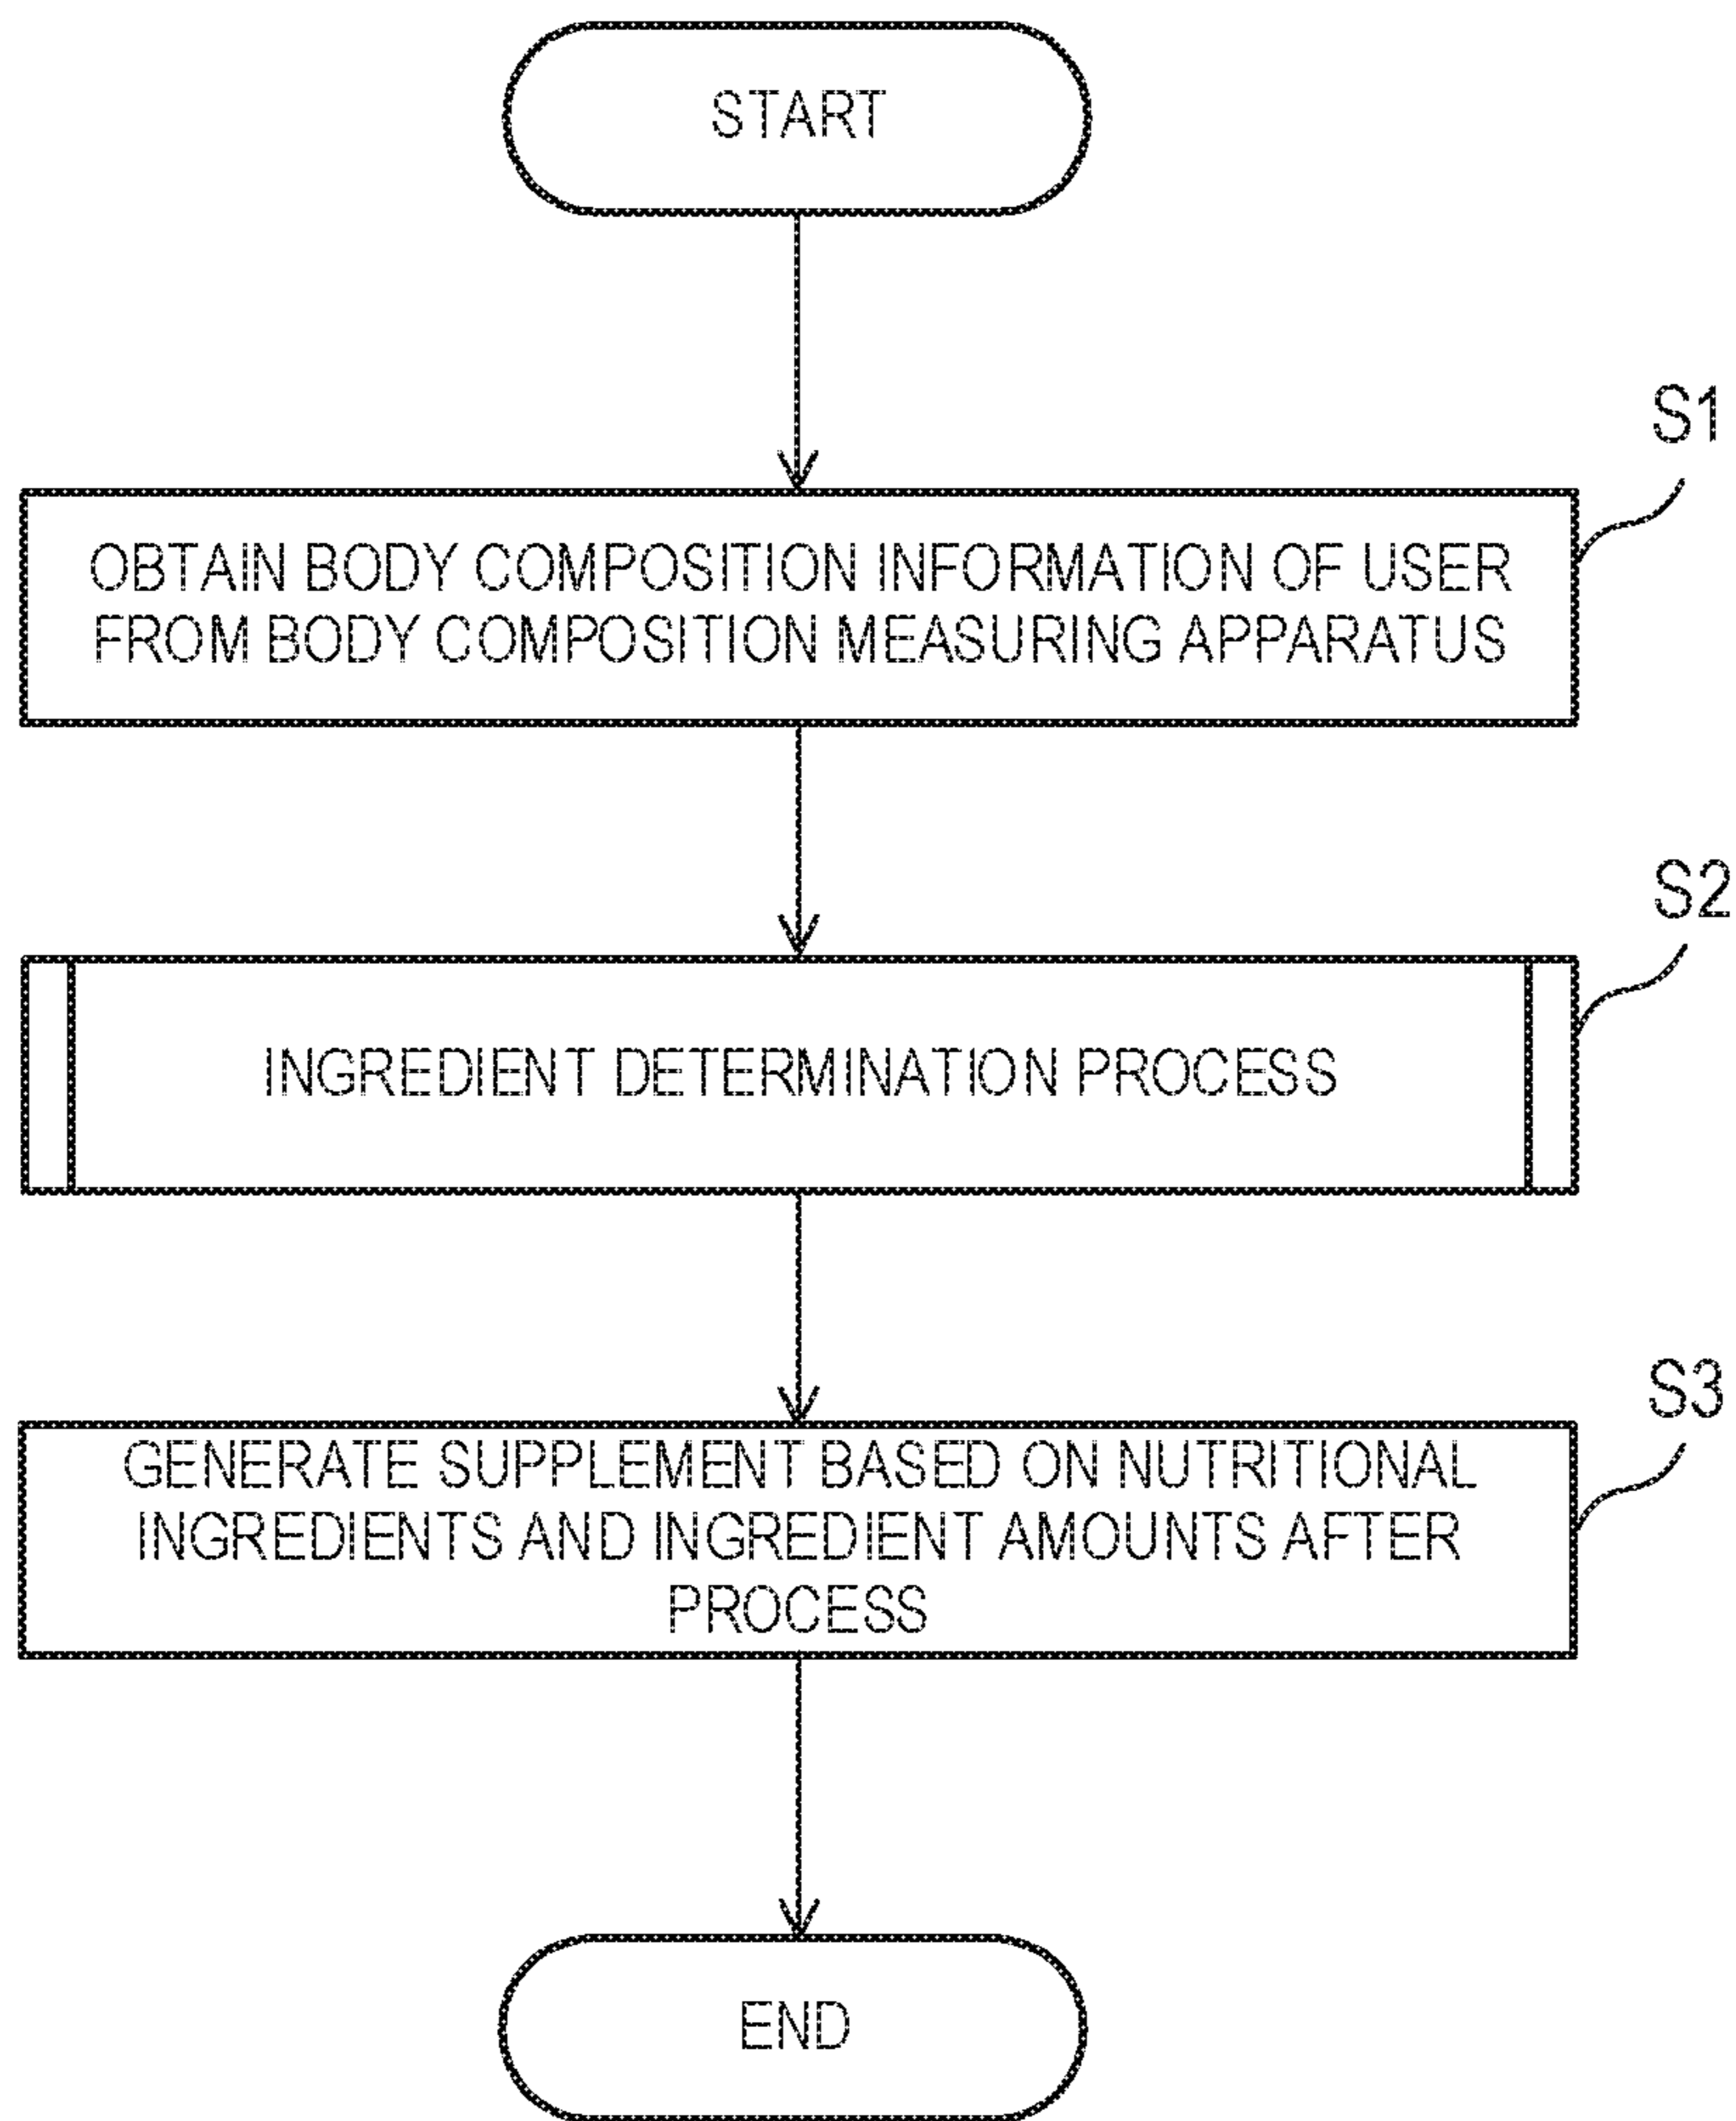 START
S1
OBTAIN BODY COMPOSITION INFORMATION OF USER
FROM BODY COMPOSITION MEASURING APPARATUS
S2
INGREDIENT DETERMINATION PROCESS
S3
GENERATE SUPPLEMENT BASED ON NUTRITIONAL
INGREDIENTS AND INGREDIENT AMOUNTS AFTER
PROCESS
END